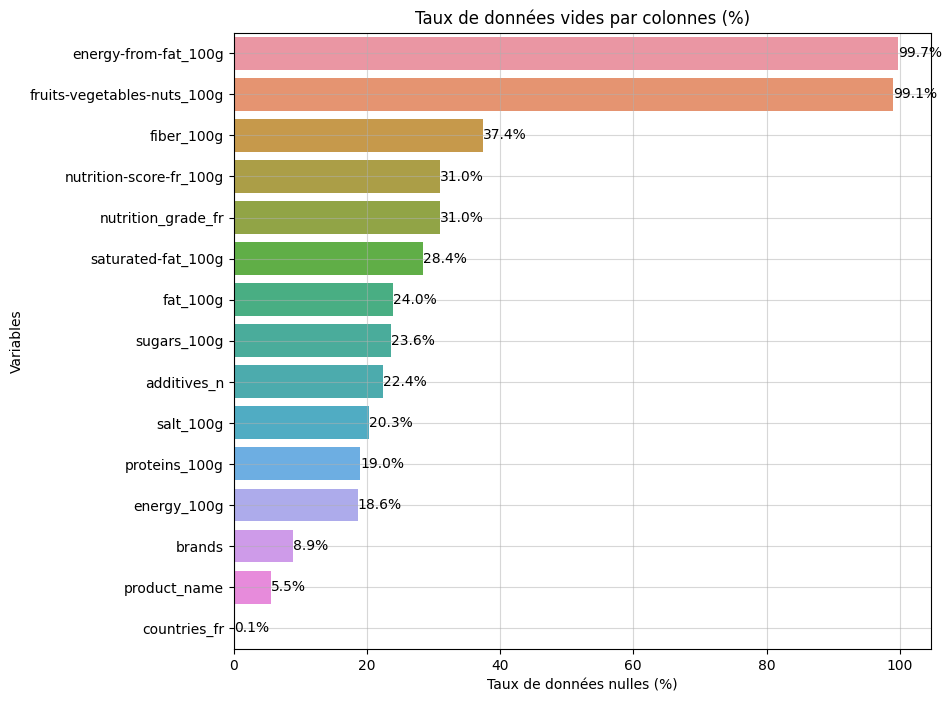 Taux de données vides par colonnes (%)
energy-from-fat_100g 99.7%
fruits-vegetables-nuts_100g 99.1%
fiber_100g 37.4%
nutrition-score-fr_100g 31.0%
nutrition_grade_fr 31.0%
saturated-fat_100g 28.4%
fat_100g 24.0%
sugars_100g 23.6%
additives_n 22.4%
salt_100g 20.3%
proteins_100g 19.0%
energy_100g 18.6%
brands 8.9%
product_name 5.5%
countries_fr 0.1%
Variables
0 20 40 60 80 100
Taux de données nulles (%)